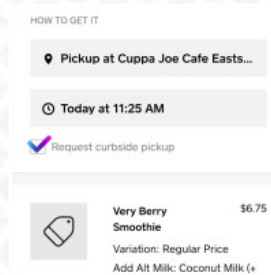 HOW TO GET IT
Pickup at Cuppa Joe Cafe Easts...
Today at 11:25 AM
Request curbside pickup
Very Berry $6.75
Smoothie
Variation: Regular Price
Add Alt Milk: Coconut Milk (+